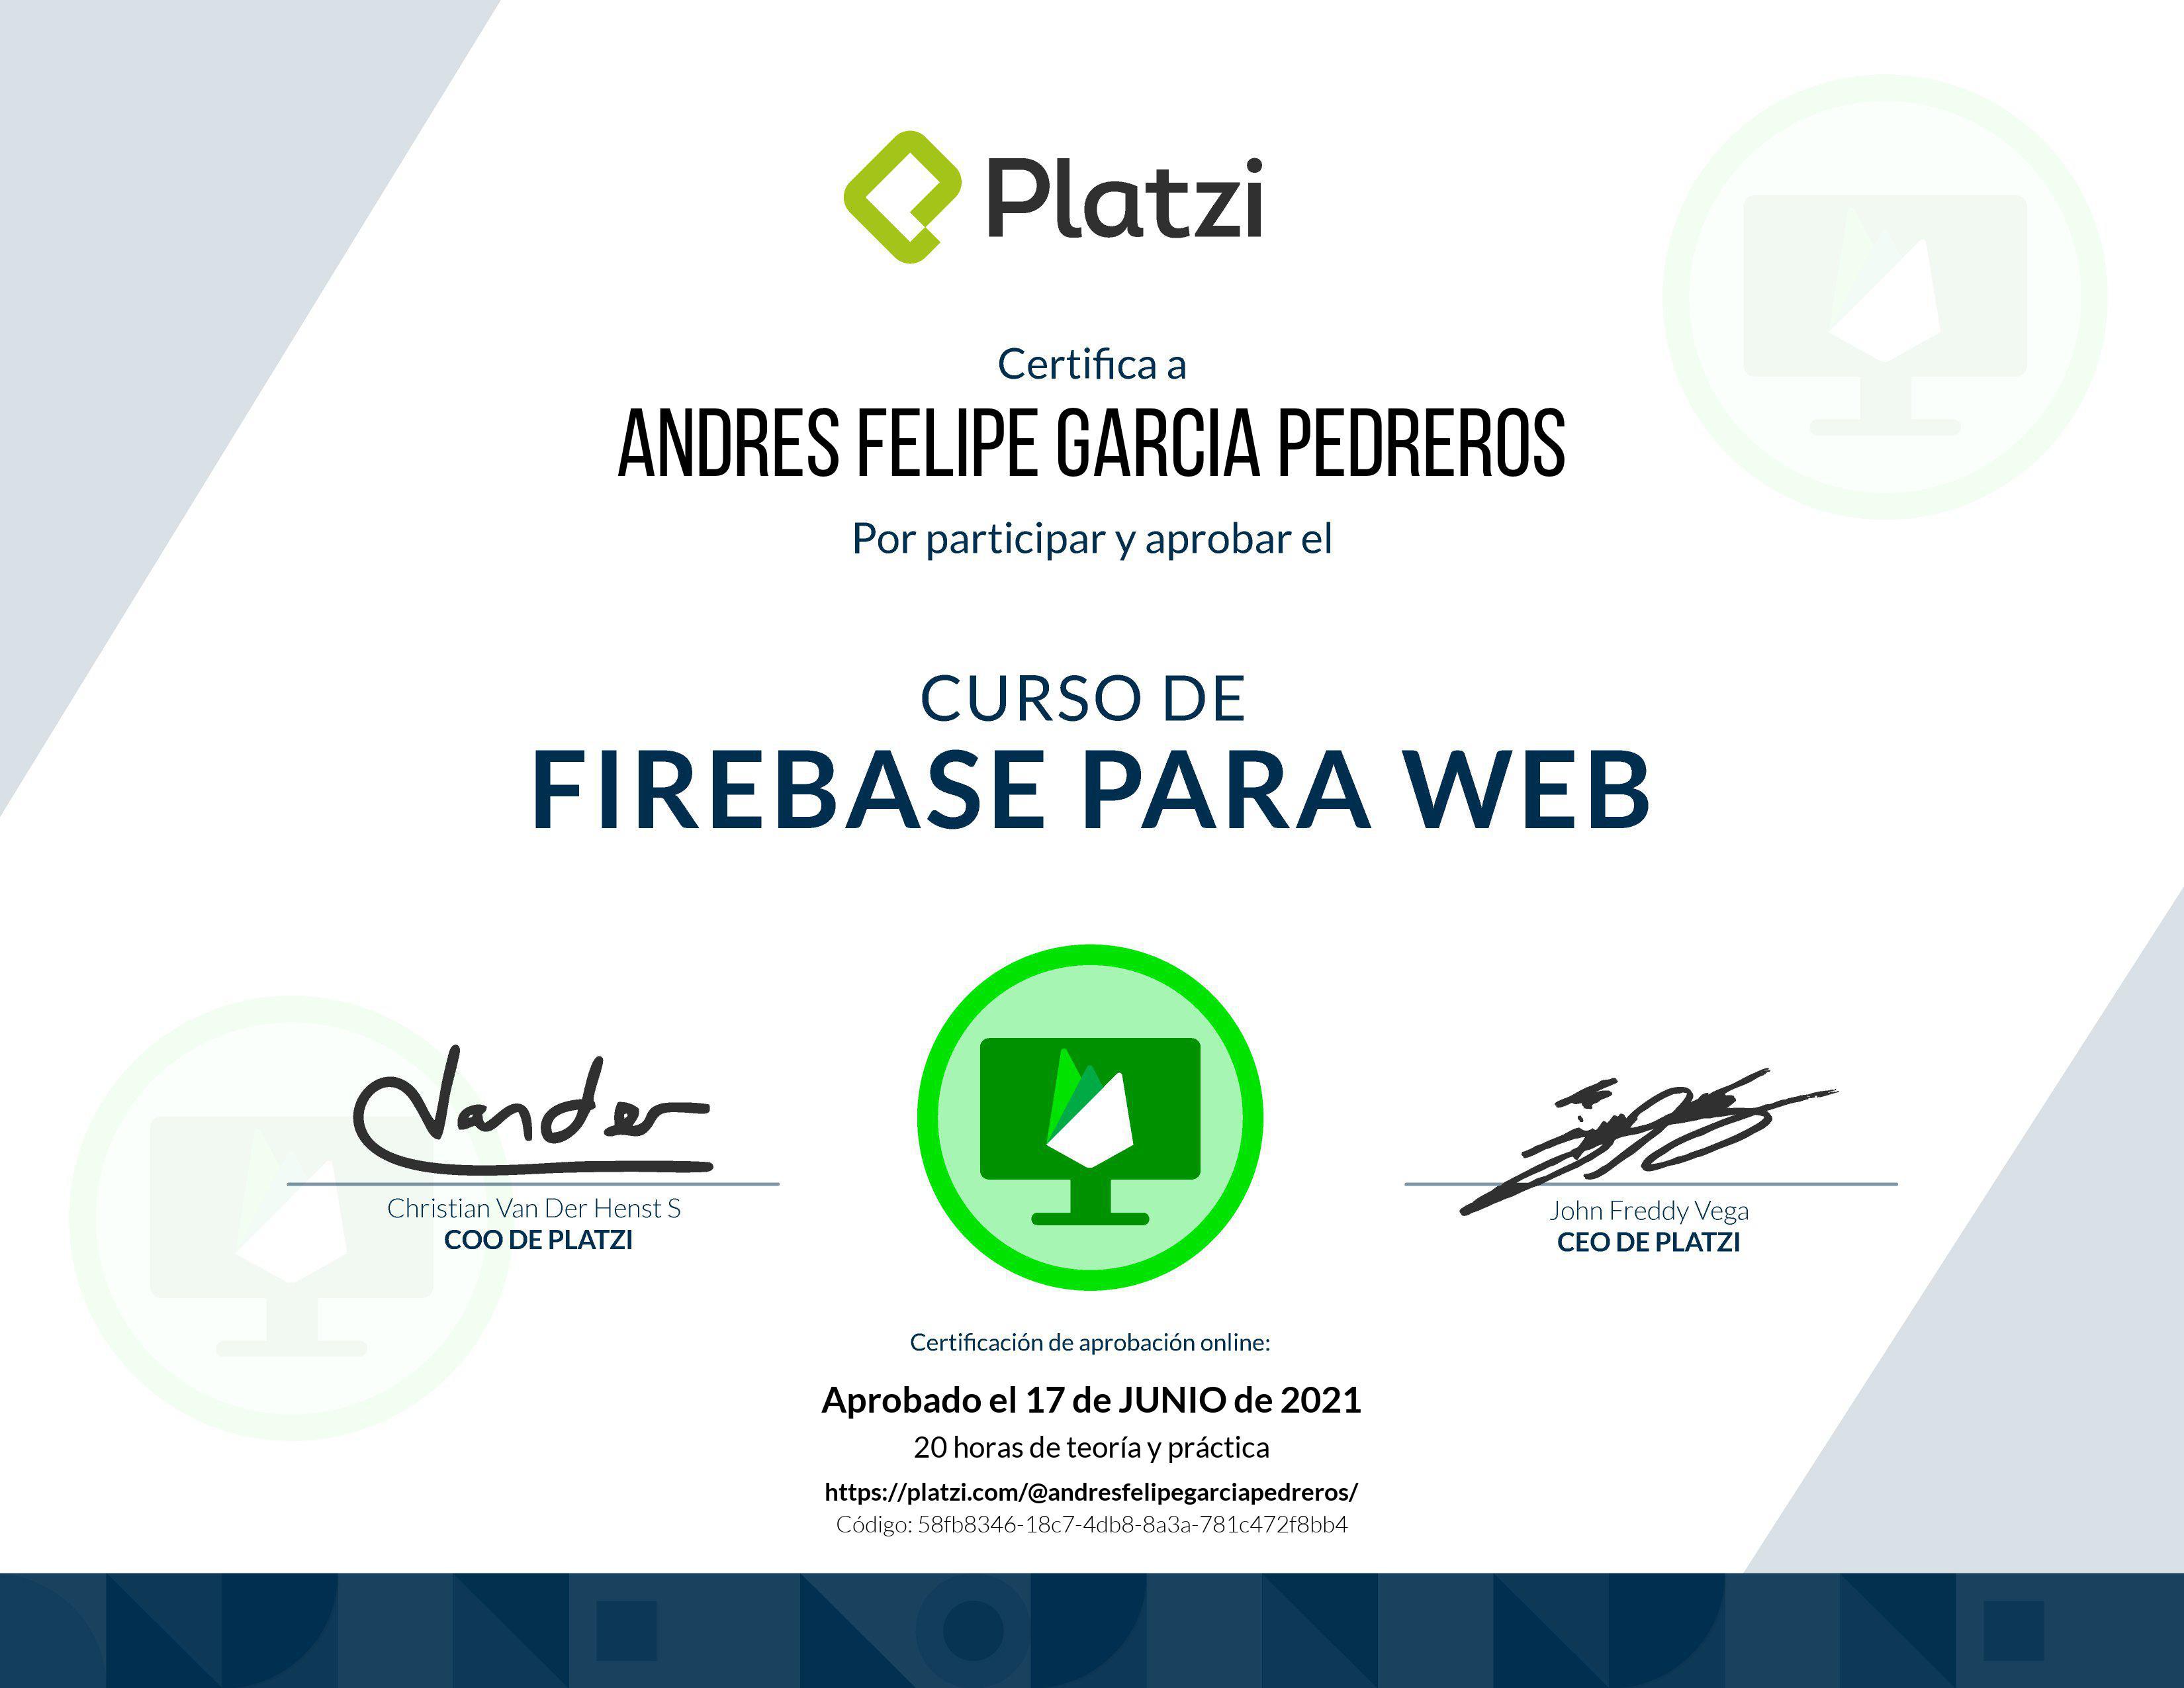 Platzi
Certifica a
ANDRES FELIPE GARCIA PEDREROS
Por participar y aprobar el
CURSO DE
FIREBASE PARA WEB
Vander
Christian Van Der Henst S
COO DE PLATZI
John Freddy Vega
CEO DE PLATZI
Certificación de aprobación online:
Aprobado el 17 de JUNIO de 2021
20 horas de teoría y práctica
https://platzi.com/@andresfelipegarciapedreros/
Código: 58fb8346-18c7-4db8-8a3a-781c472f8bb4